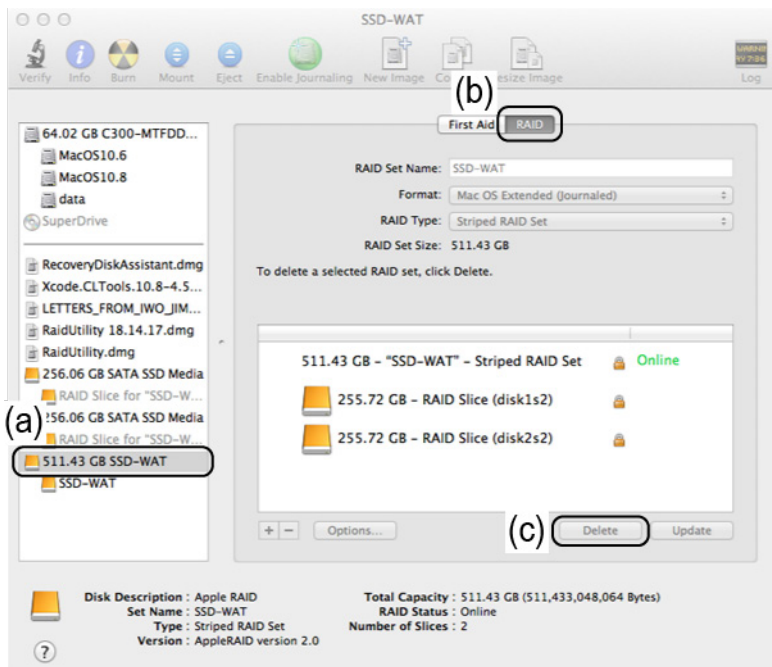 SSD-WAT
Verify Info Burn Mount Eject Enable Journaling New Image Resize Image Log
(b)
First Aid RAID
64.02 GB C300-MTFDD...
MacOS10.6
MacOS10.8
data
SuperDrive
RecoveryDiskAssistant.dmg
Xcode.CLTools.10.8-4.5...
LETTERS_FROM_IWO_JIM...
RaidUtility 18.14.17.dmg
RaidUtility.dmg
256.06 GB SATA SSD Media
RAID Slice for "SSD-W...
(a)
256.06 GB SATA SSD Media
RAID Slice for "SSD-W...
511.43 GB SSD-WAT
SSD-WAT
RAID Set Name: SSD-WAT
Format: Mac OS Extended (Journaled)
RAID Type: Striped RAID Set
RAID Set Size: 511.43 GB
To delete a selected RAID set, click Delete.
511.43 GB - "SSD-WAT" - Striped RAID Set Online
255.72 GB - RAID Slice (disk1s2)
255.72 GB - RAID Slice (disk2s2)
+ - Options... (c) Delete Update
Disk Description : Apple RAID
Set Name : SSD-WAT
Type : Striped RAID Set
Version : AppleRAID version 2.0
Total Capacity : 511.43 GB (511,433,048,064 Bytes)
RAID Status : Online
Number of Slices : 2
?